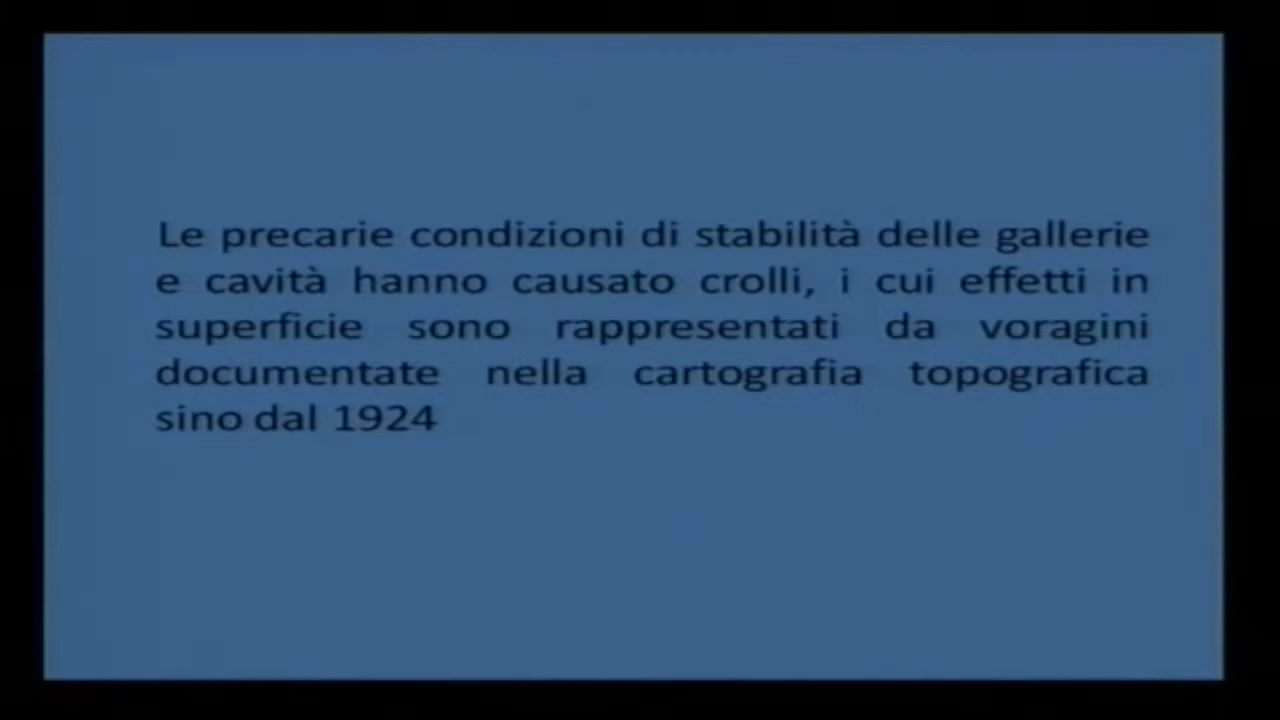 Le precarie condizioni di stabilità delle gallerie
e cavità hanno causato crolli, i cui effetti in
superficie sono rappresentati da voragini
documentate nella cartografia topografica
sino dal 1924